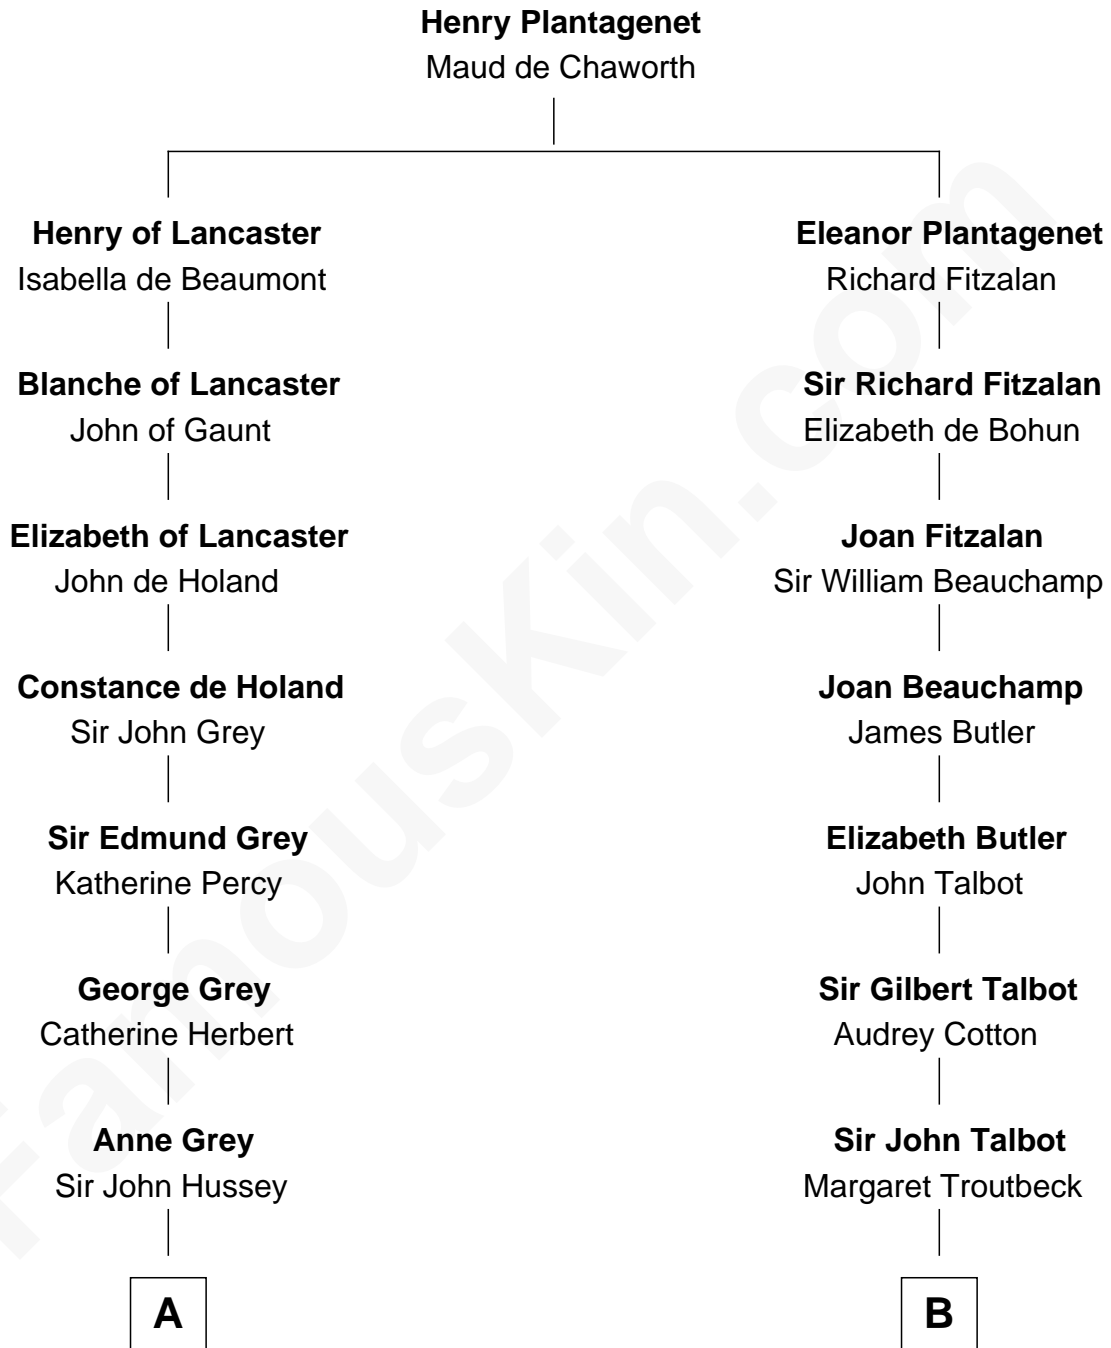 Henry Plantagenet
Maud de Chaworth
Henry of Lancaster
Isabella de Beaumont
Eleanor Plantagenet
Richard Fitzalan
Blanche of Lancaster
John of Gaunt
Sir Richard Fitzalan
Elizabeth de Bohun
Elizabeth of Lancaster
John de Holand
Joan Fitzalan
Sir William Beauchamp
Constance de Holand
Sir John Grey
Joan Beauchamp
James Butler
Sir Edmund Grey
Katherine Percy
Elizabeth Butler
John Talbot
George Grey
Catherine Herbert
Sir Gilbert Talbot
Audrey Cotton
Anne Grey
Sir John Hussey
Sir John Talbot
Margaret Troutbeck
A
B
FamousKin.com